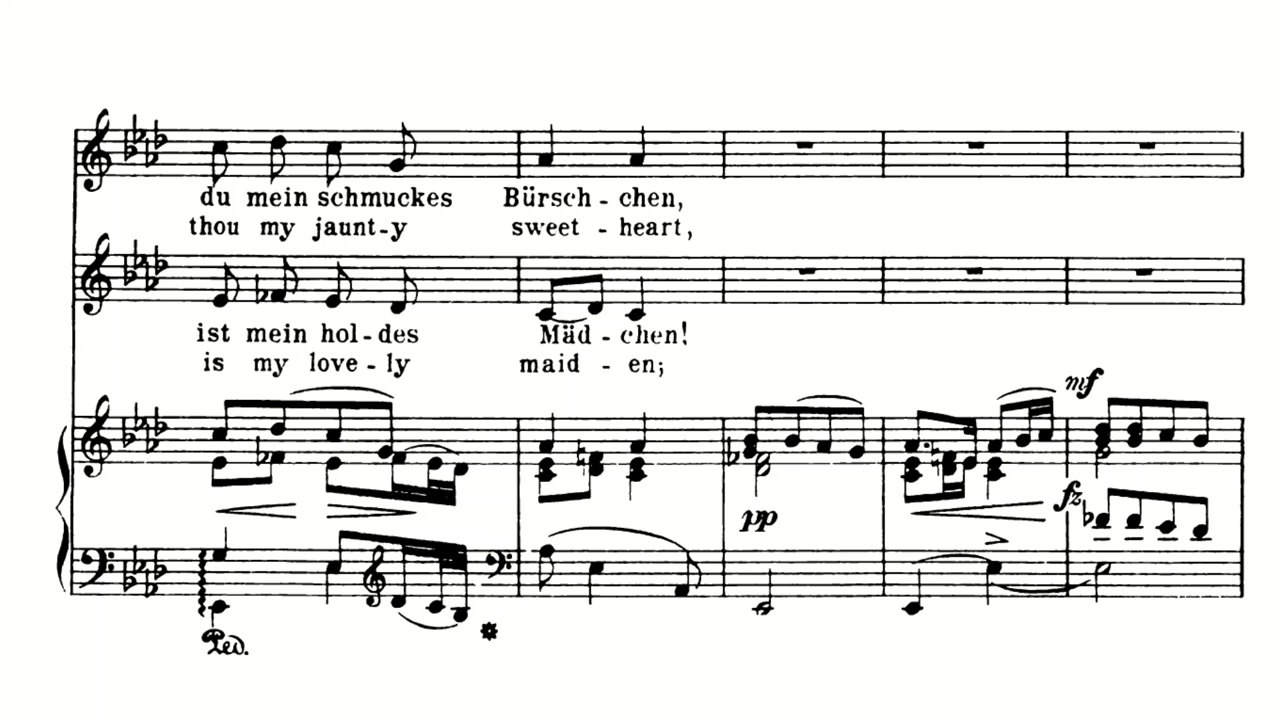 du mein schmuckes Bürsch - chen,
thou my jaunt-y sweet - heart,
ist mein hol-des Mäd - chen!
is my love-ly maid - en;
mf
pp
fz
Ped.